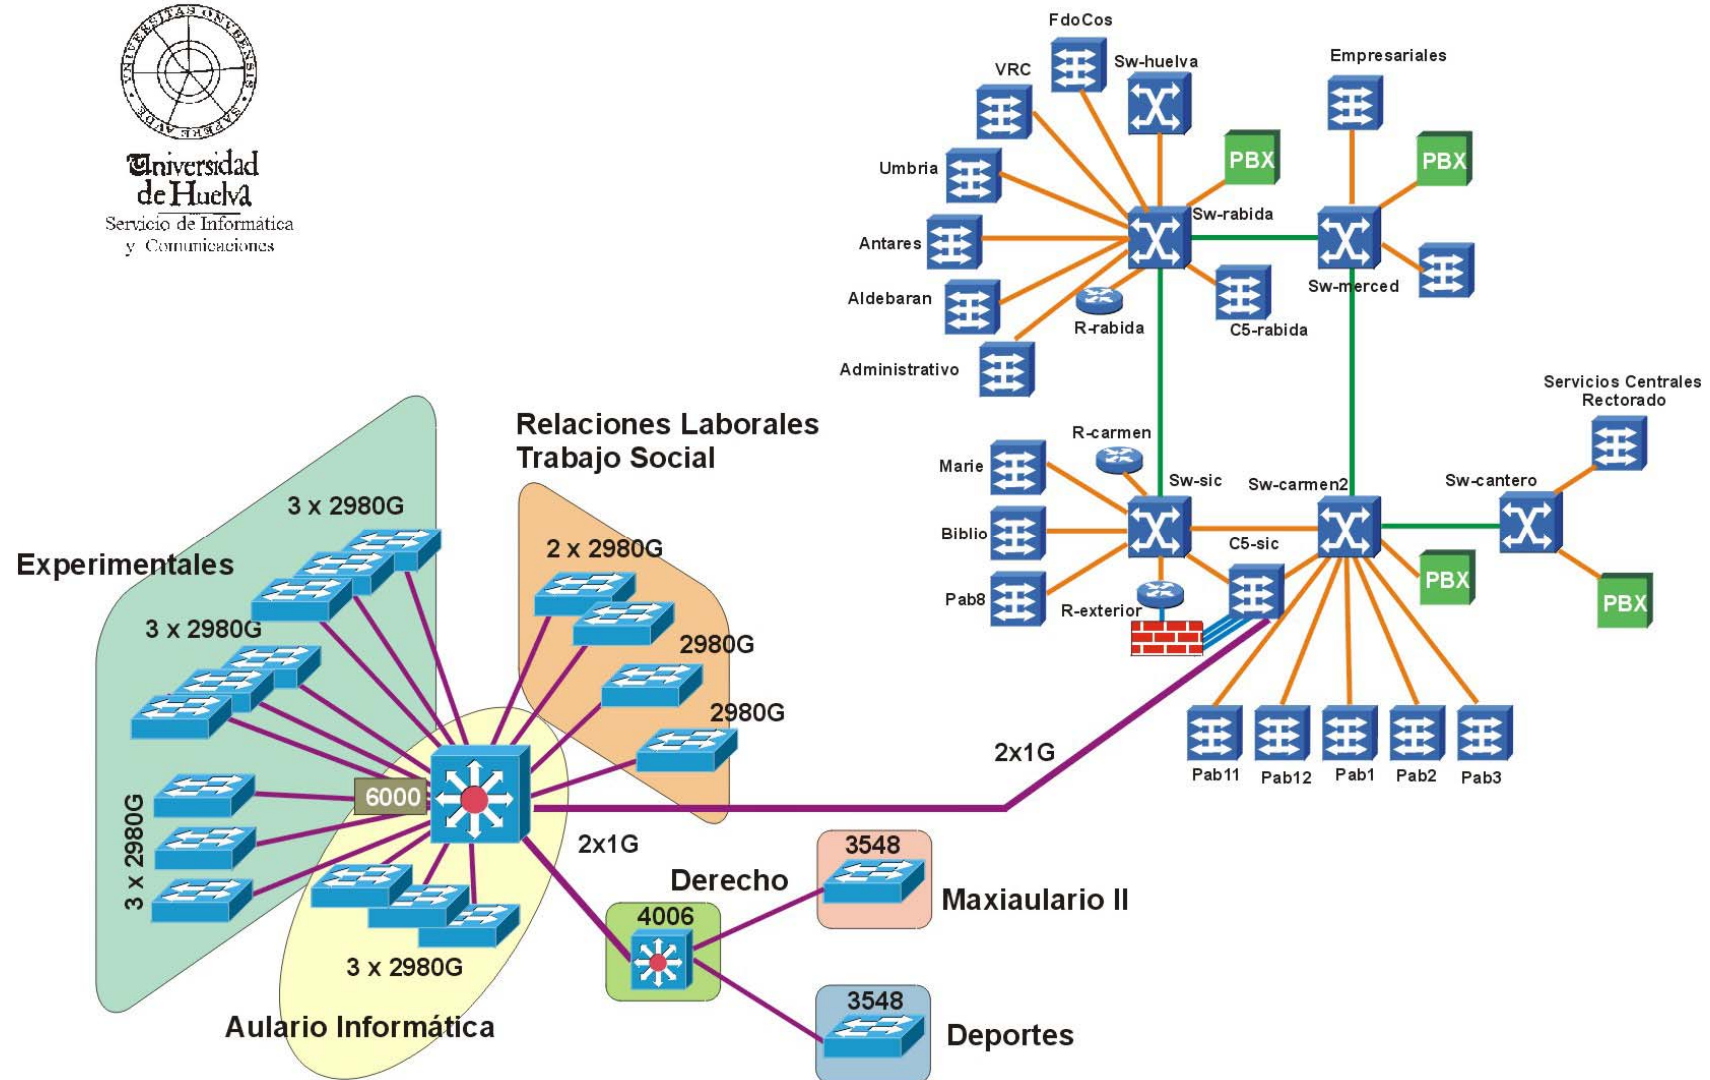 UNIVERSITAS ONVBENSIS
SAPERE AVDE
Universidad
de Huelva
Servicio de Informática
y Comunicaciones
FdoCos
VRC
Sw-huelva
Empresariales
Umbria
PBX
PBX
Sw-rabida
Antares
Aldebaran
Sw-merced
R-rabida
C5-rabida
Administrativo
Servicios Centrales
Rectorado
R-carmen
Marie
Sw-sic
Sw-carmen2
Sw-cantero
Biblio
C5-sic
Pab8
R-exterior
PBX
PBX
Pab11
Pab12
Pab1
Pab2
Pab3
2x1G
Relaciones Laborales
Trabajo Social
3 x 2980G
2 x 2980G
Experimentales
3 x 2980G
2980G
2980G
6000
3 x 2980G
2x1G
Derecho
3548
Maxiaulario II
4006
3 x 2980G
3548
Aulario Informática
Deportes